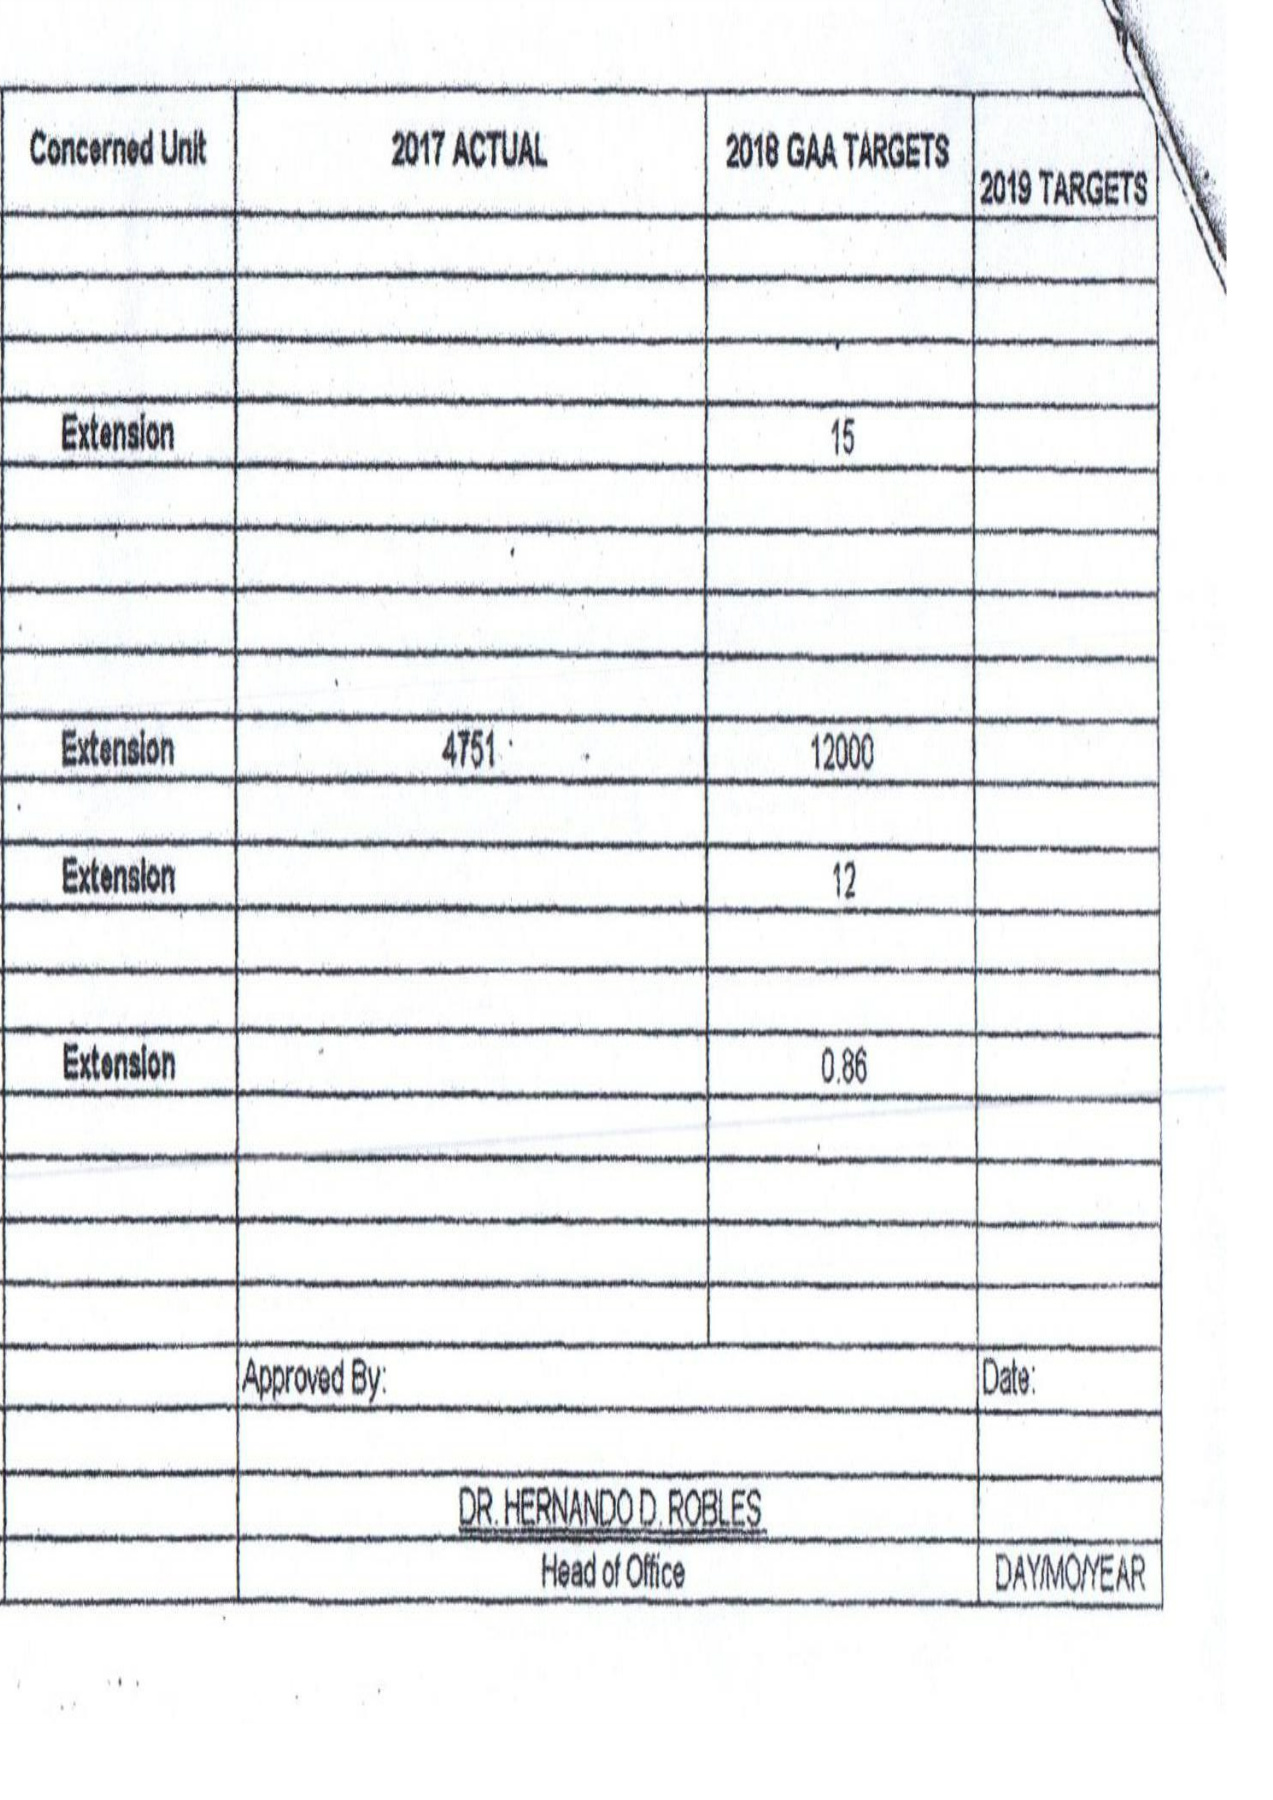 Concerned Unit 2017 ACTUAL 2018 GAA TARGETS 2019 TARGETS
Extension 15
Extension 4751 12000
Extension 12
Extension 0.86
Approved By: Date:
DR. HERNANDO D. ROBLES
Head of Office DAY/MO/YEAR